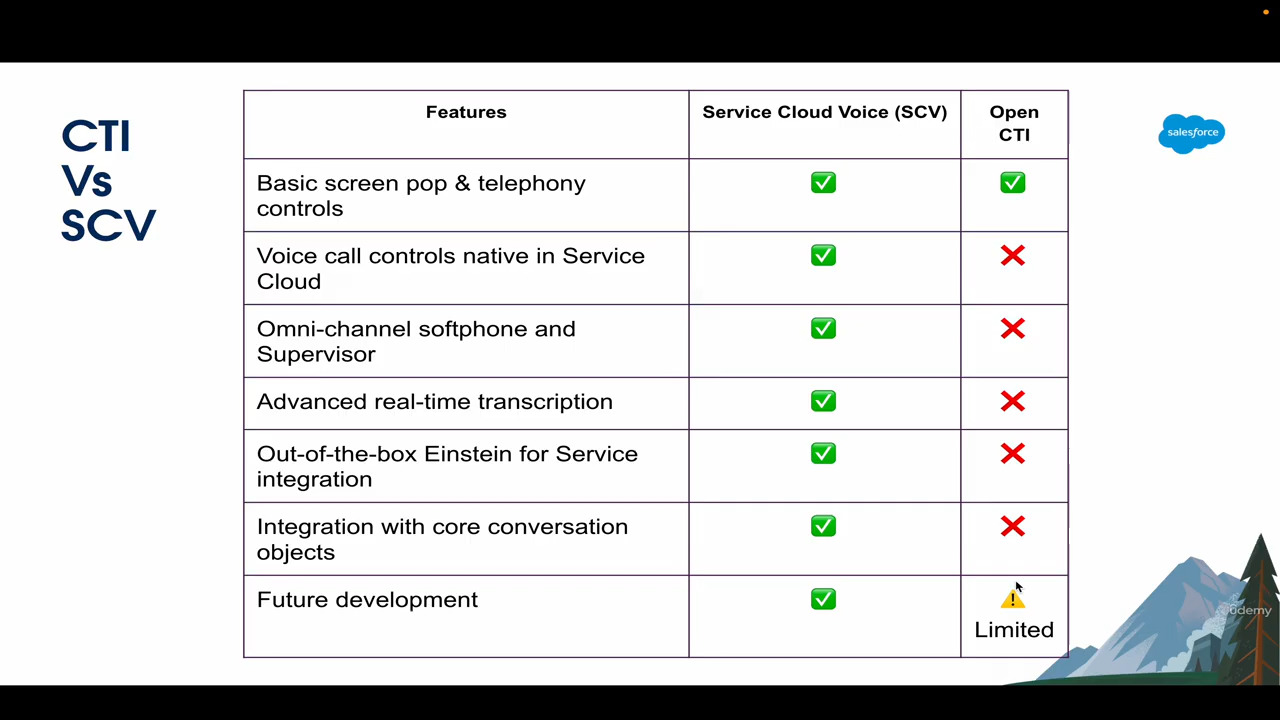 CTI
Vs
SCV
Features
Service Cloud Voice (SCV)
Open
CTI
salesforce
Basic screen pop & telephony
controls
Voice call controls native in Service
Cloud
Omni-channel softphone and
Supervisor
Advanced real-time transcription
Out-of-the-box Einstein for Service
integration
Integration with core conversation
objects
Future development
Limited
udemy